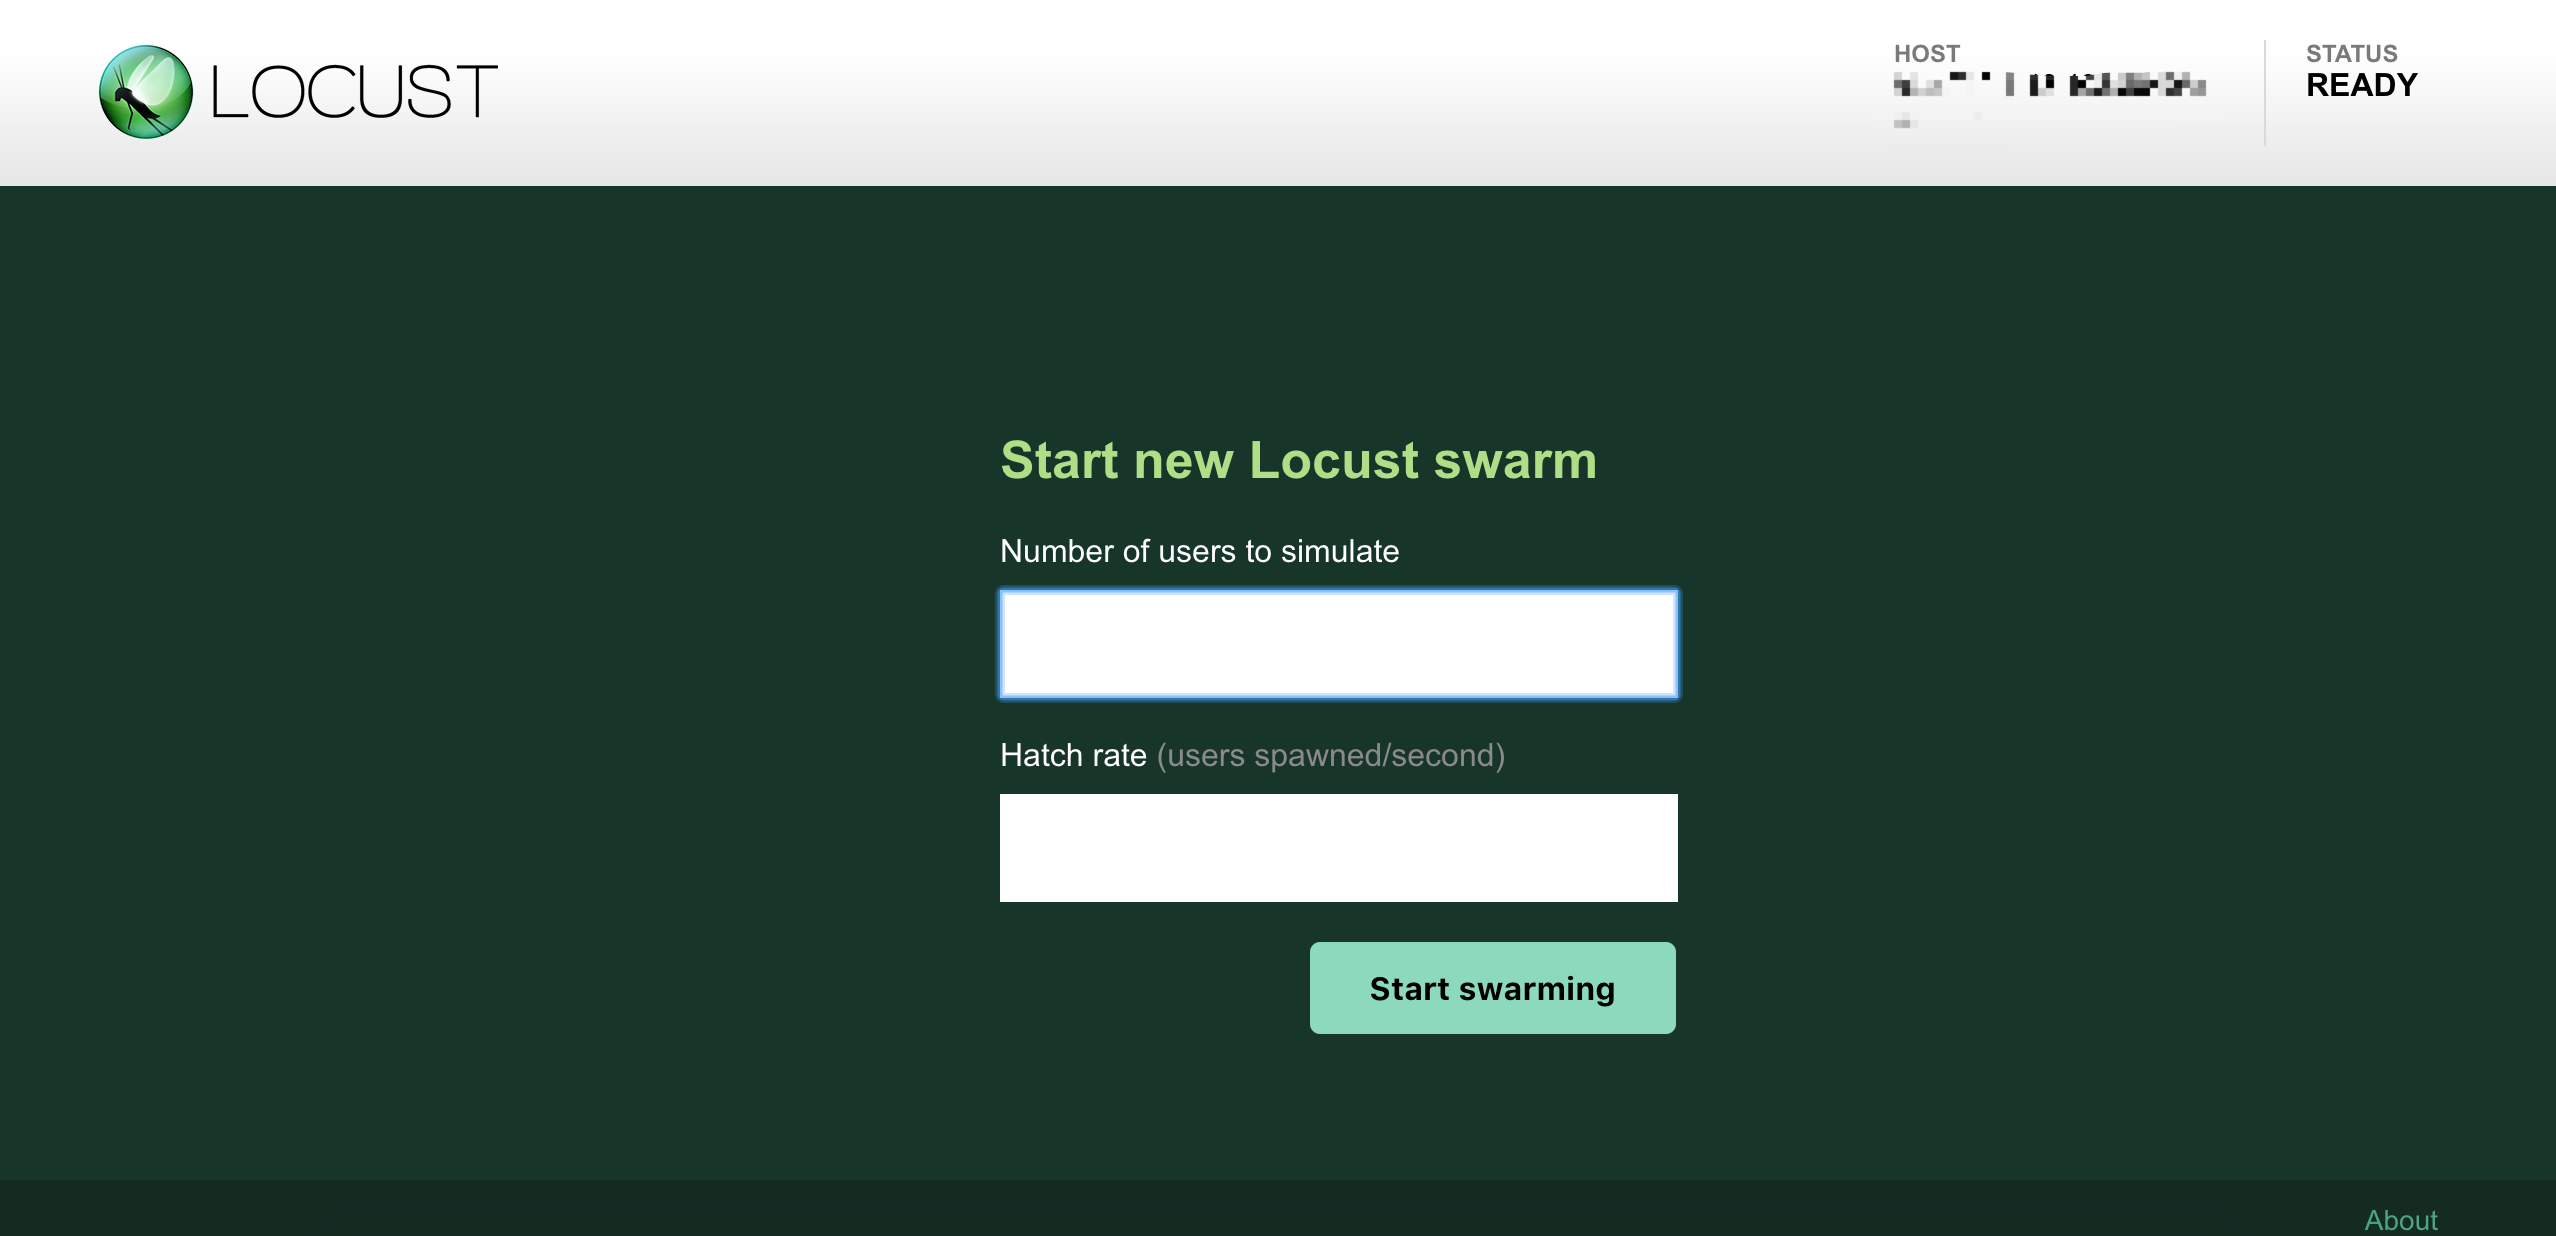 LOCUST
HOST
STATUS
READY
Start new Locust swarm
Number of users to simulate
Hatch rate (users spawned/second)
Start swarming
About